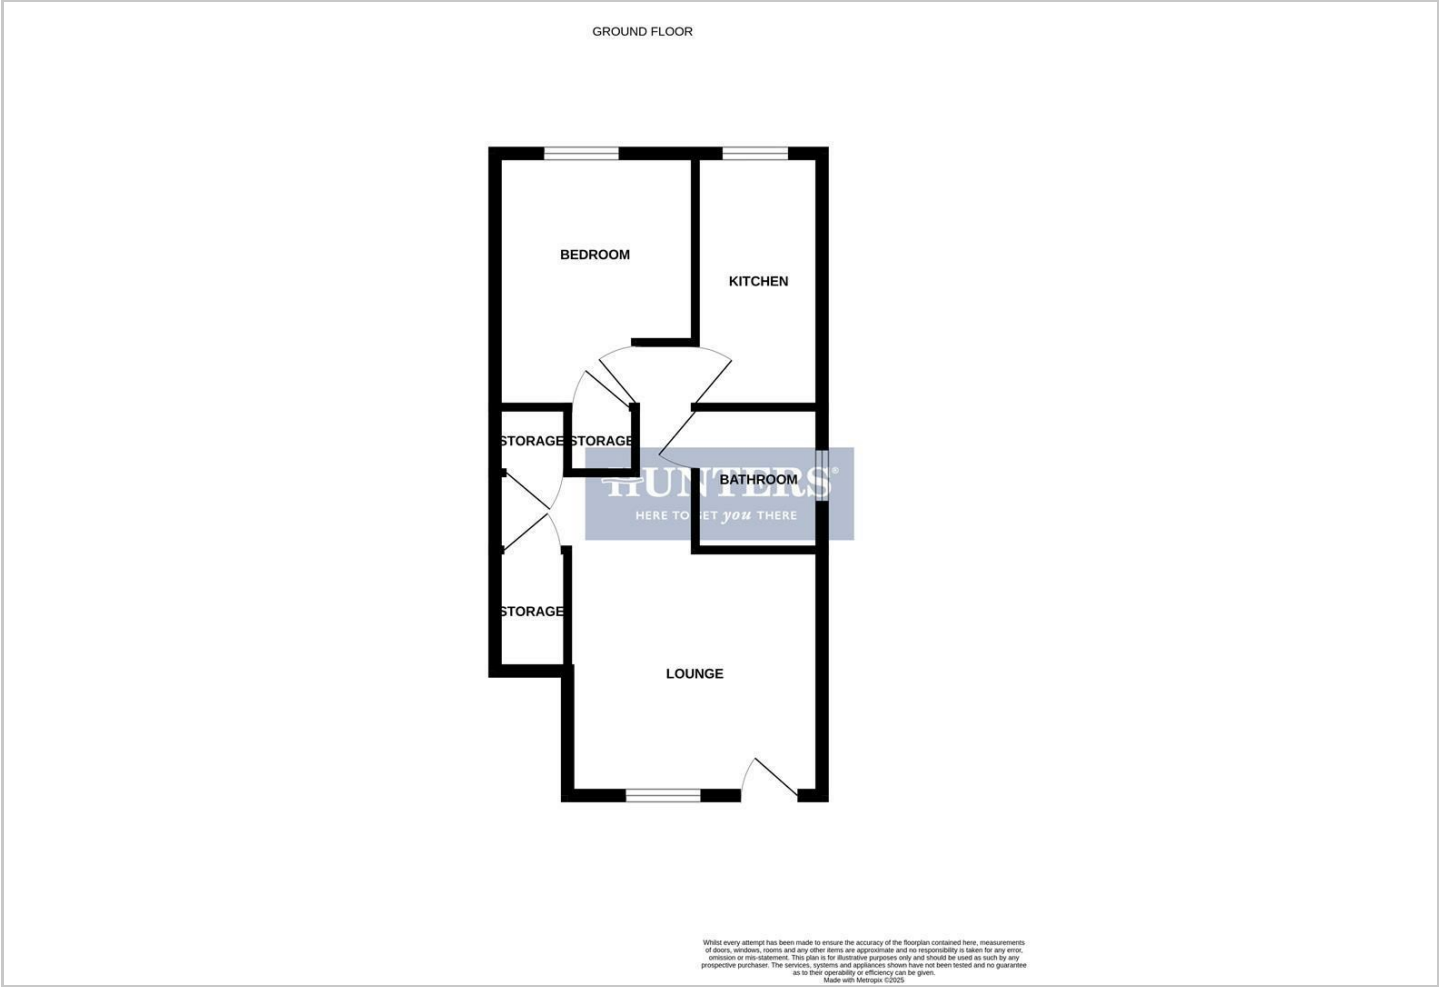 GROUND FLOOR
BEDROOM
KITCHEN
STORAGE
STORAGE
HUNTERS®
BATHROOM
HERE TO GET you THERE
STORAGE
LOUNGE
Whilst every attempt has been made to ensure the accuracy of the floorplan contained here, measurements
of doors, windows, rooms and any other items are approximate and no responsibility is taken for any error,
omission or mis-statement. This plan is for illustrative purposes only and should be used as such by any
prospective purchaser. The services, systems and appliances shown have not been tested and no guarantee
as to their operability or efficiency can be given.
Made with Metropix ©2025